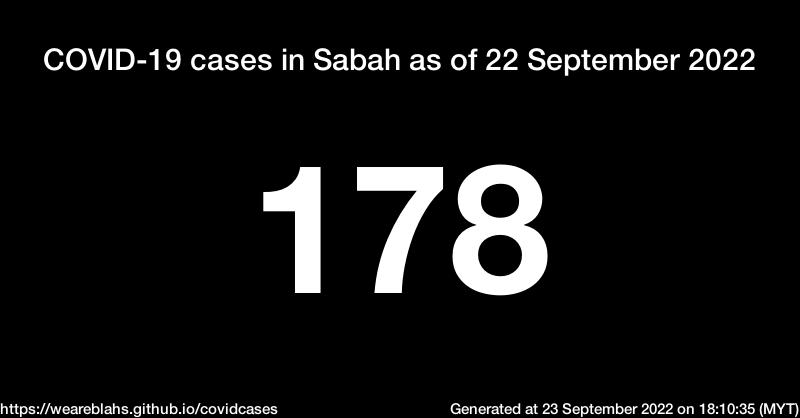 COVID-19 cases in Sabah as of 22 September 2022
178
https://weareblahs.github.io/covidcases
Generated at 23 September 2022 on 18:10:35 (MYT)